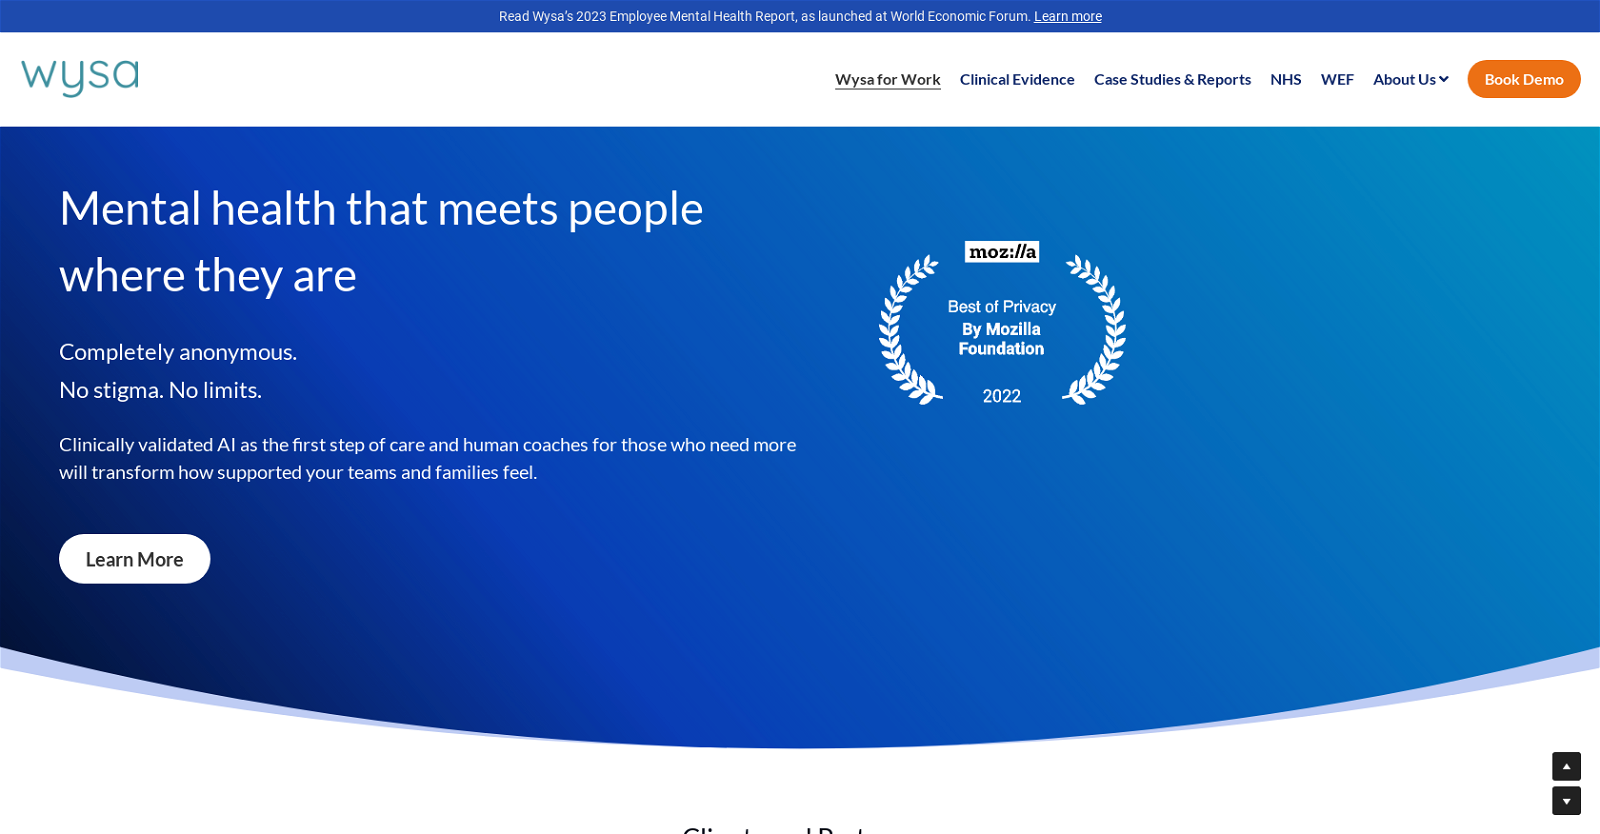 Read Wysa’s 2023 Employee Mental Health Report, as launched at World Economic Forum. Learn more
wysa
Wysa for Work
Clinical Evidence
Case Studies & Reports
NHS
WEF
About Us
Book Demo
Mental health that meets people
where they are
Completely anonymous.
No stigma. No limits.
Clinically validated AI as the first step of care and human coaches for those who need more
will transform how supported your teams and families feel.
Learn More
moz://a
Best of Privacy
By Mozilla
Foundation
2022